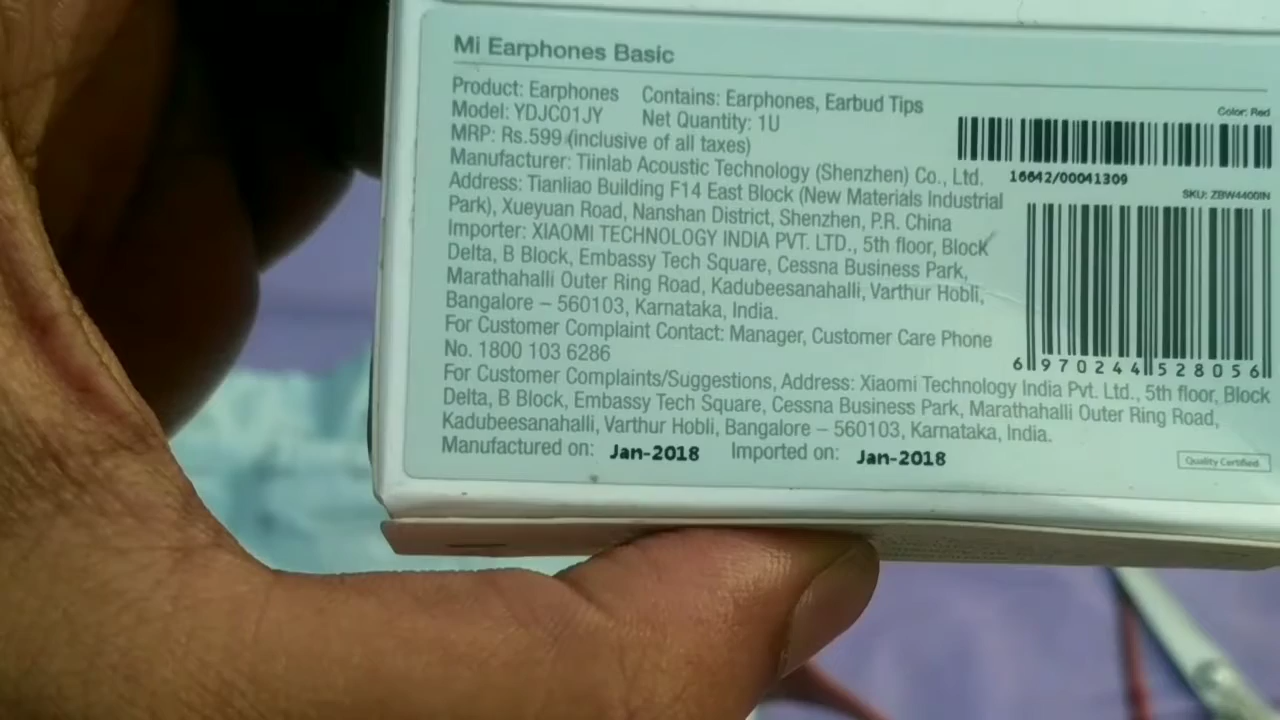 Mi Earphones Basic
Product: Earphones Contains: Earphones, Earbud Tips
Model: YDJC01JY Net Quantity: 1U
MRP: Rs.599 (inclusive of all taxes)
Manufacturer: Tiinlab Acoustic Technology (Shenzhen) Co., Ltd.
Address: Tianliao Building F14 East Block (New Materials Industrial
Park), Xueyuan Road, Nanshan District, Shenzhen, P.R. China
Importer: XIAOMI TECHNOLOGY INDIA PVT. LTD., 5th floor, Block
Delta, B Block, Embassy Tech Square, Cessna Business Park,
Marathahalli Outer Ring Road, Kadubeesanahalli, Varthur Hobli,
Bangalore – 560103, Karnataka, India.
For Customer Complaint Contact: Manager, Customer Care Phone
No. 1800 103 6286
For Customer Complaints/Suggestions, Address: Xiaomi Technology India Pvt. Ltd., 5th floor, Block
Delta, B Block, Embassy Tech Square, Cessna Business Park, Marathahalli Outer Ring Road,
Kadubeesanahalli, Varthur Hobli, Bangalore – 560103, Karnataka, India.
Manufactured on: Jan-2018 Imported on: Jan-2018
Color: Red
16642/00041309
SKU: ZBW4400IN
6 970244 528056
Quality Certified